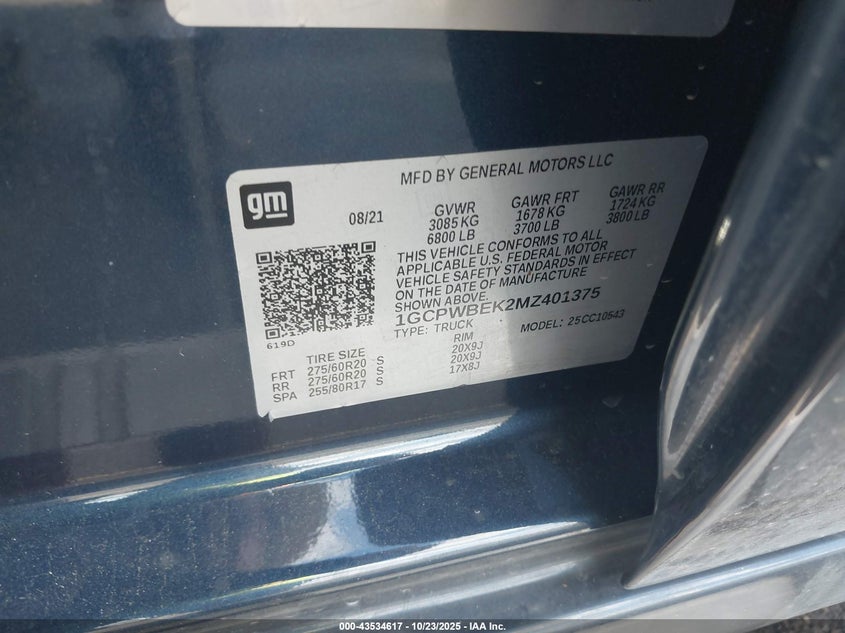 MFD BY GENERAL MOTORS LLC
gm
08/21
GVWR GAWR FRT GAWR RR
3085 KG 1678 KG 1724 KG
6800 LB 3700 LB 3800 LB
THIS VEHICLE CONFORMS TO ALL
APPLICABLE U.S. FEDERAL MOTOR
VEHICLE SAFETY STANDARDS IN EFFECT
ON THE DATE OF MANUFACTURE
SHOWN ABOVE.
1GCPWBEK2MZ401375
TYPE: TRUCK MODEL: 25CC10543
619D
TIRE SIZE RIM
FRT 275/60R20 S 20X9J
RR 275/60R20 S 20X9J
SPA 255/80R17 S 17X8J
000-43534617 - 10/23/2025 - IAA Inc.